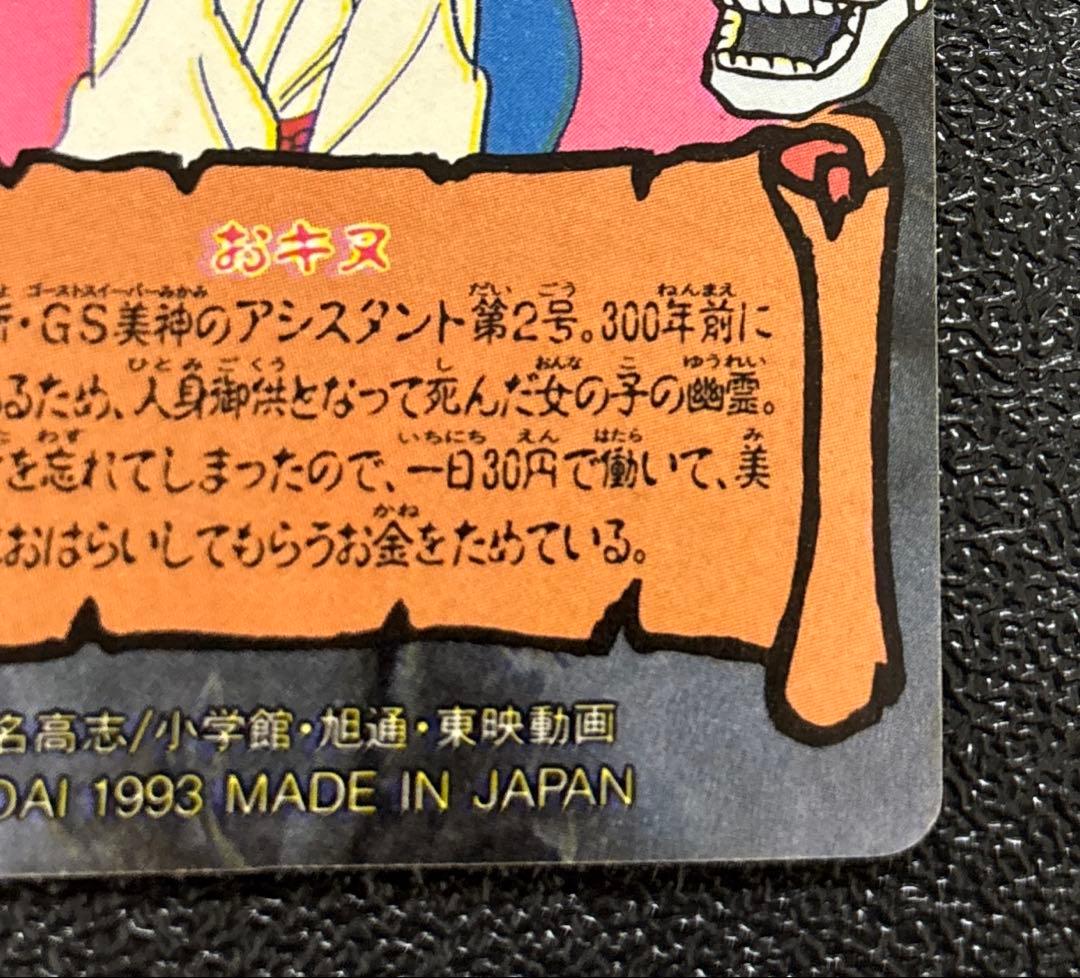 おキヌ
・GS美神のアシスタント第2号。300年前に
るため、人身御供となって死んだ女の子の幽霊。
を忘れてしまったので、一日30円で働いて、美
おはらいしてもらうお金をためている。
名高志/小学館・旭通・東映動画
DAI 1993 MADE IN JAPAN